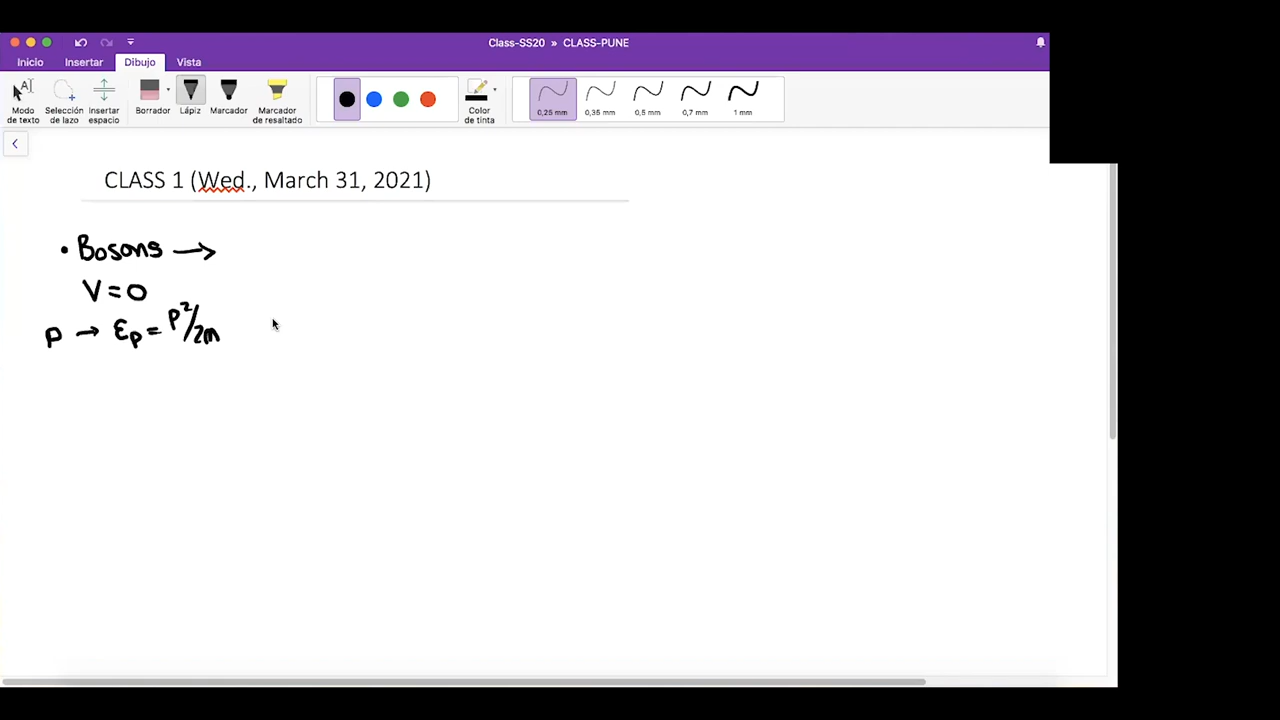 Class-SS20 » CLASS-PUNE
Inicio Insertar Dibujo Vista
Modo de texto
Selección de lazo
Insertar espacio
Borrador
Lápiz
Marcador
Marcador de resaltado
Color de tinta
0,25 mm 0,35 mm 0,5 mm 0,7 mm 1 mm
CLASS 1 (Wed., March 31, 2021)
• Bosons →
V = 0
p → εₚ = p²/2m